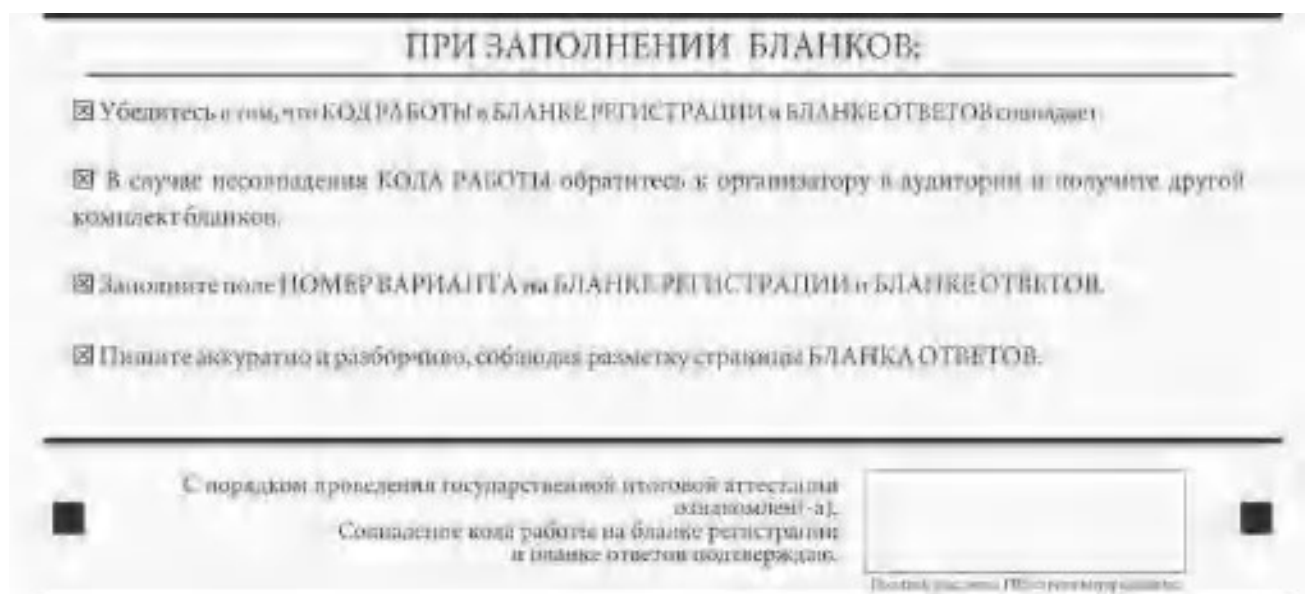 ПРИ ЗАПОЛНЕНИИ БЛАНКОВ:
Убедитесь в том, что КОД РАБОТЫ в БЛАНКЕ РЕГИСТРАЦИИ и БЛАНКЕ ОТВЕТОВ совпадает.
В случае несовпадения КОДА РАБОТЫ обратитесь к организатору в аудитории и получите другой
комплект бланков.
Заполните поле НОМЕР ВАРИАНТА на БЛАНКЕ РЕГИСТРАЦИИ и БЛАНКЕ ОТВЕТОВ.
Пишите аккуратно и разборчиво, соблюдая разметку страницы БЛАНКА ОТВЕТОВ.
С порядком проведения государственной итоговой аттестации
ознакомлен(-а).
Совпадение кода работы на бланке регистрации
и бланке ответов подтверждаю.